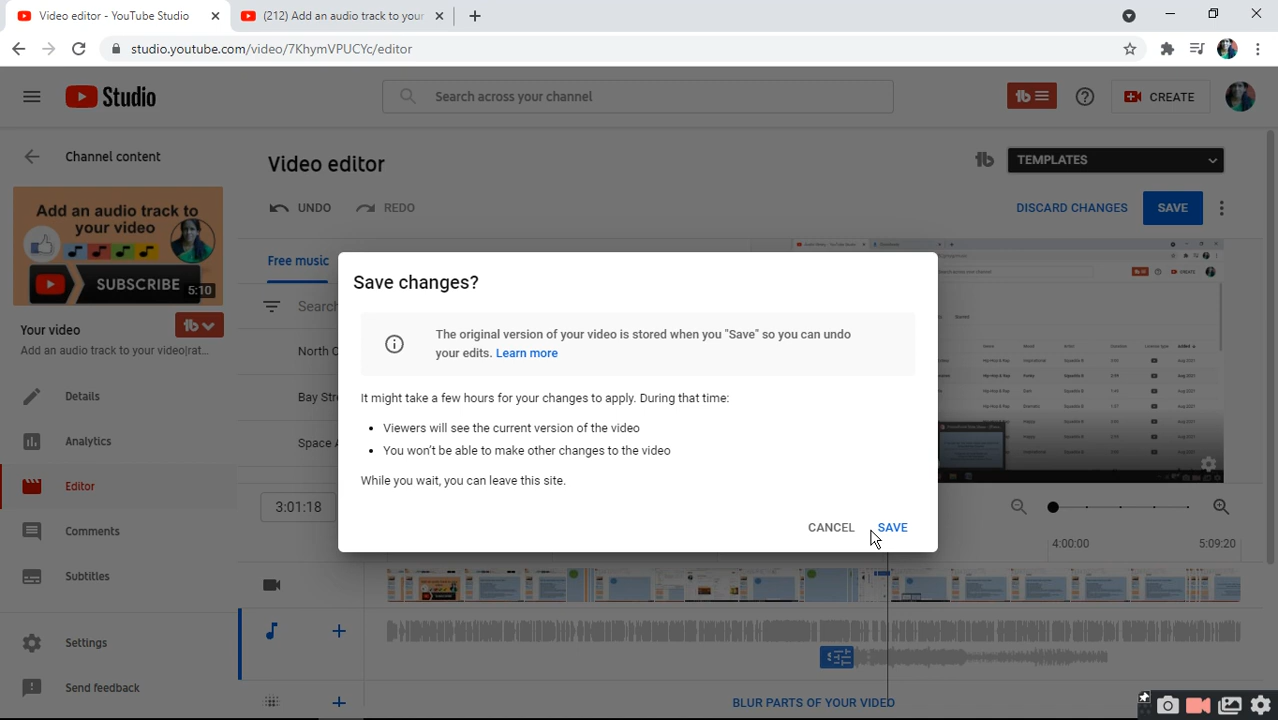 Video editor - YouTube Studio
(212) Add an audio track to your
studio.youtube.com/video/7KhymVPUCYc/editor
Studio
Search across your channel
CREATE
Channel content
Video editor
TEMPLATES
Add an audio track to
your video
SUBSCRIBE
5:10
UNDO
REDO
DISCARD CHANGES
SAVE
Free music
Search
Your video
Add an audio track to your video|rat...
North C
Bay Stre
Space A
Details
Analytics
Editor
Comments
Subtitles
Settings
Send feedback
Save changes?
The original version of your video is stored when you "Save" so you can undo
your edits. Learn more
It might take a few hours for your changes to apply. During that time:
Viewers will see the current version of the video
You won't be able to make other changes to the video
While you wait, you can leave this site.
CANCEL
SAVE
3:01:18
4:00:00
5:09:20
BLUR PARTS OF YOUR VIDEO